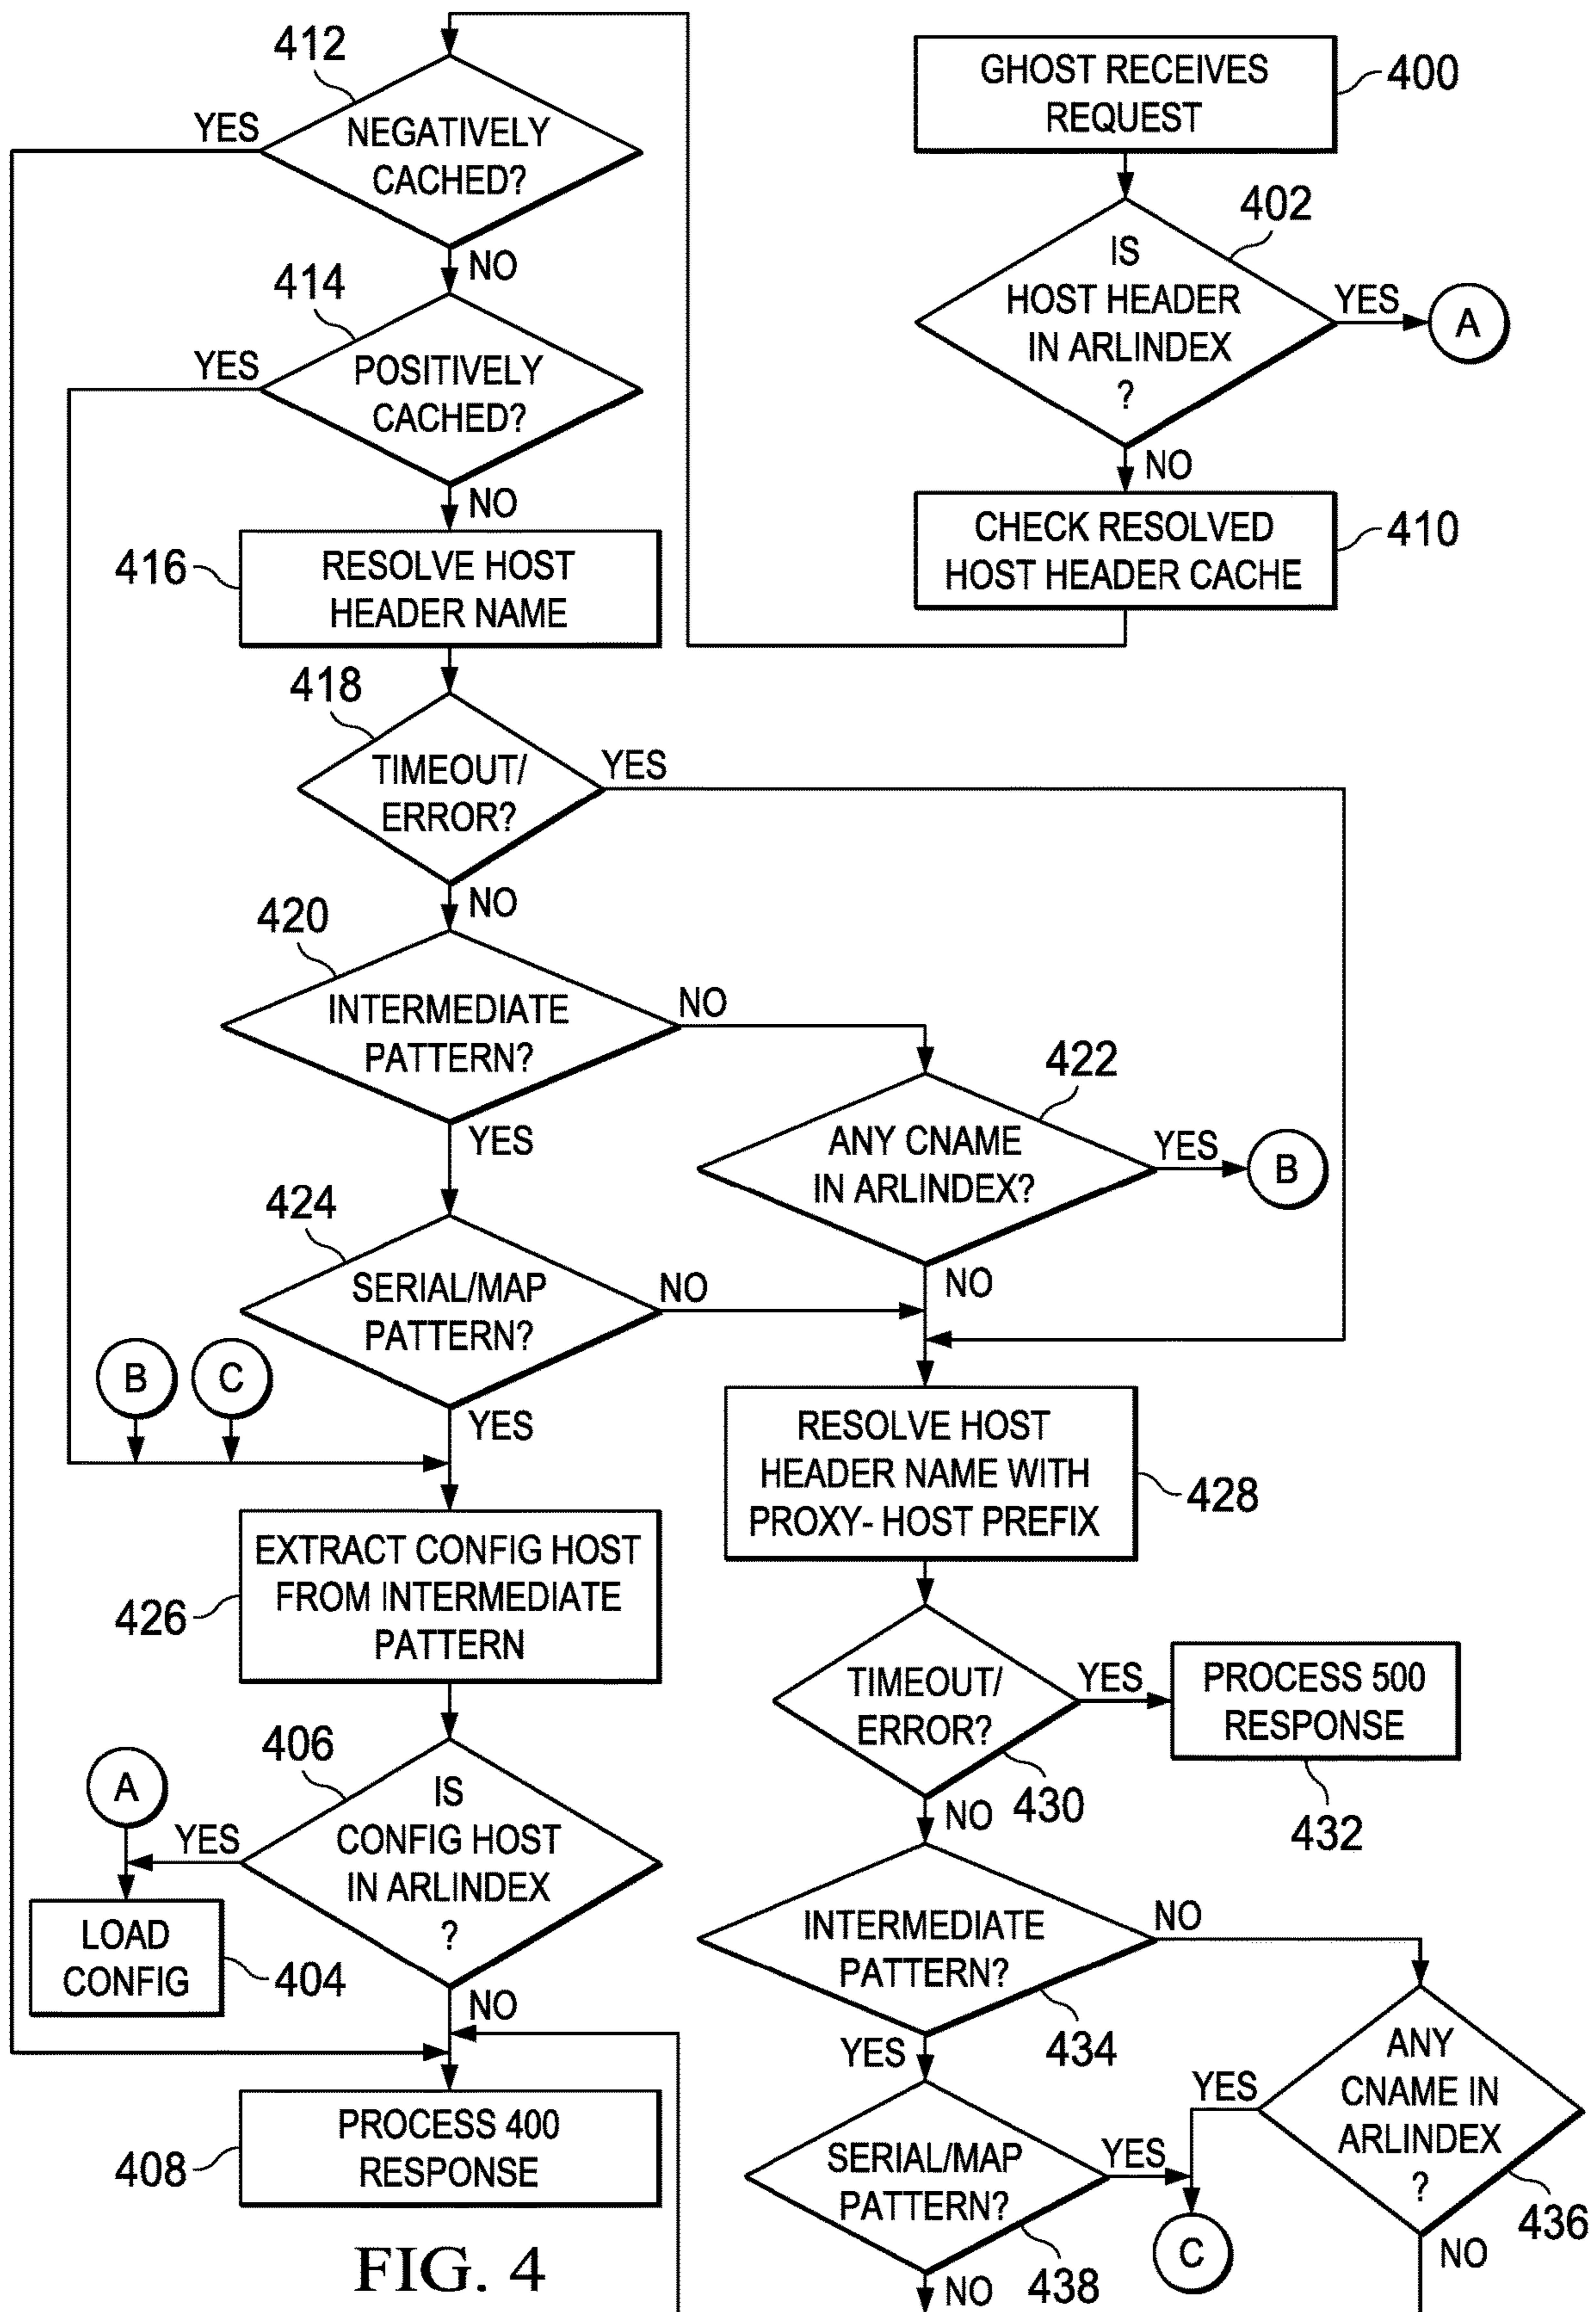 412
YES
NEGATIVELY
CACHED?
NO
414
YES
POSITIVELY
CACHED?
NO
416
RESOLVE HOST
HEADER NAME
418
TIMEOUT/
ERROR?
YES
NO
420
INTERMEDIATE
PATTERN?
NO
YES
424
SERIAL/MAP
PATTERN?
NO
B
C
YES
426
EXTRACT CONFIG HOST
FROM INTERMEDIATE
PATTERN
406
A
YES
IS
CONFIG HOST
IN ARLINDEX
?
LOAD
CONFIG
404
NO
408
PROCESS 400
RESPONSE
GHOST RECEIVES
REQUEST
400
402
IS
HOST HEADER
IN ARLINDEX
?
YES
A
NO
CHECK RESOLVED
HOST HEADER CACHE
410
422
ANY CNAME
IN ARLINDEX?
YES
B
NO
RESOLVE HOST
HEADER NAME WITH
PROXY- HOST PREFIX
428
TIMEOUT/
ERROR?
YES
PROCESS 500
RESPONSE
430
432
NO
INTERMEDIATE
PATTERN?
NO
434
YES
ANY
CNAME IN
ARLINDEX
?
YES
436
NO
SERIAL/MAP
PATTERN?
YES
C
438
NO
FIG. 4